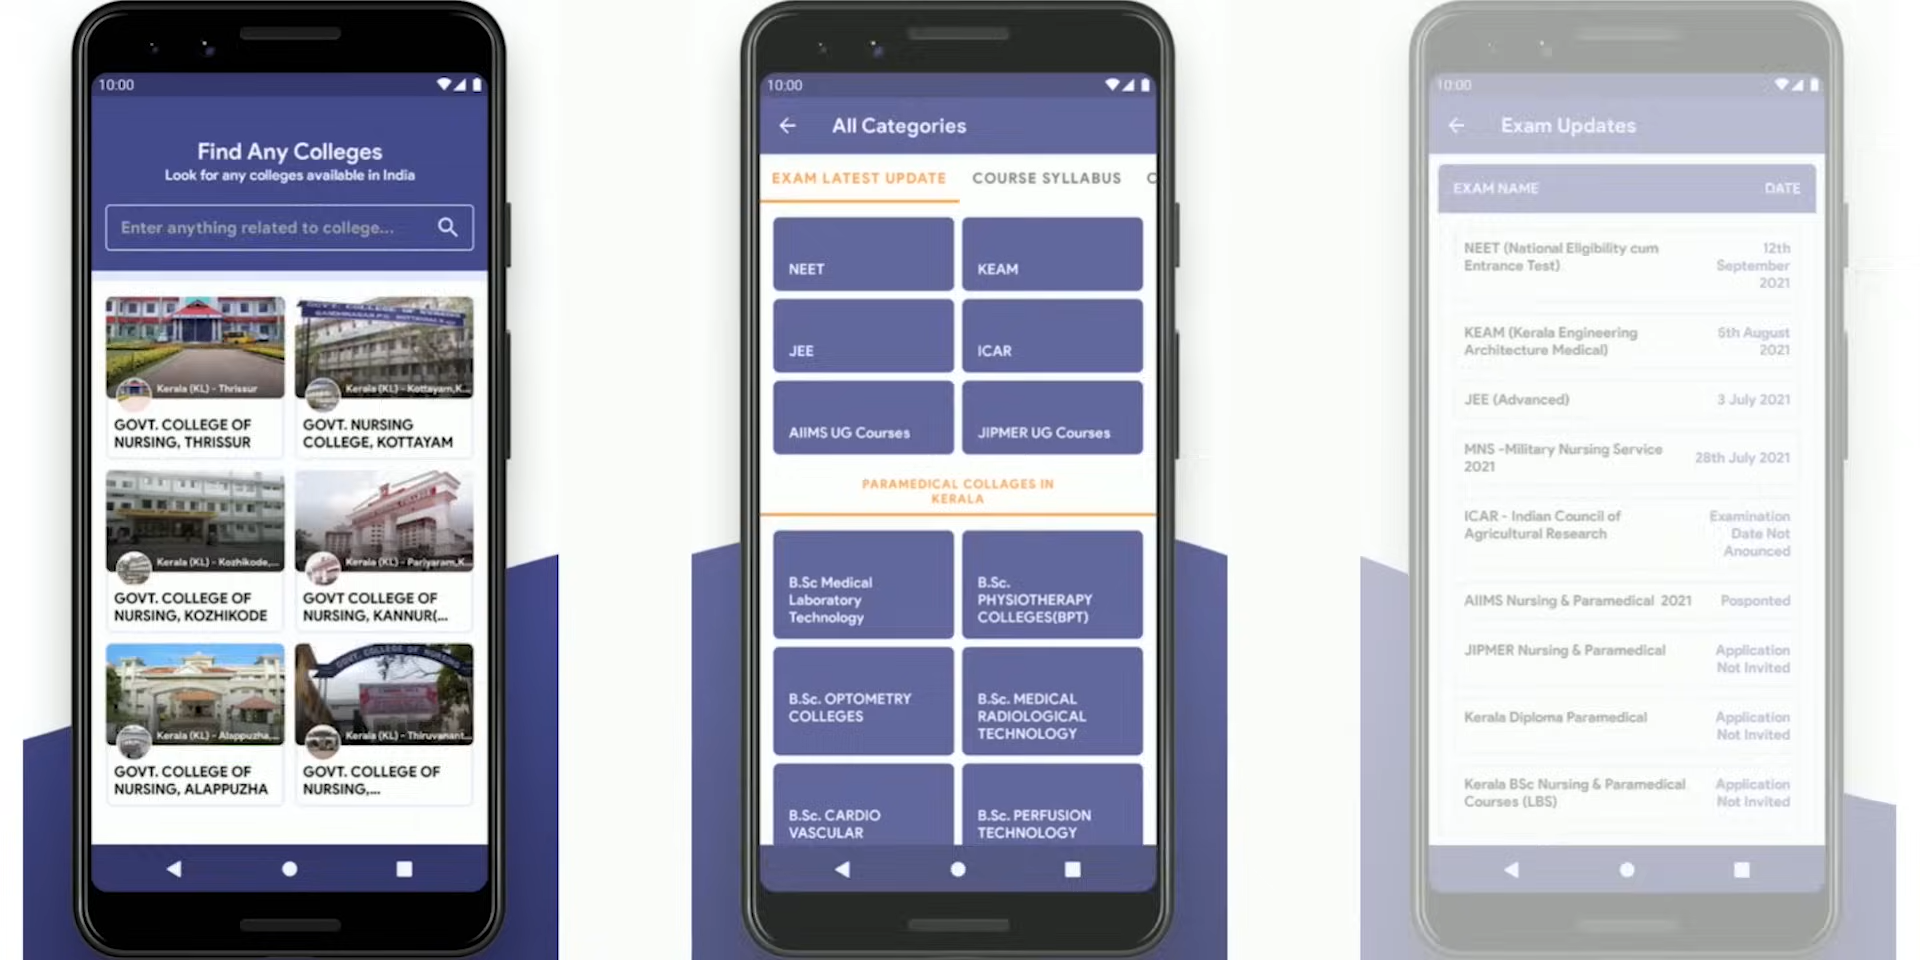 10:00
Find Any Colleges
Look for any colleges available in India
Enter anything related to college...
Kerala (KL) - Thrissur
GOVT. COLLEGE OF
NURSING, THRISSUR
GOVT. COLLEGE OF NURSING
Kerala (KL) - Kottayam,K...
GOVT. NURSING
COLLEGE, KOTTAYAM
Kerala (KL) - Kozhikode,...
GOVT. COLLEGE OF
NURSING, KOZHIKODE
Kerala (KL) - Pariyaram,K...
GOVT COLLEGE OF
NURSING, KANNUR(...
Kerala (KL) - Alappuzha,...
GOVT. COLLEGE OF
NURSING, ALAPPUZHA
GOVT. COLLEGE OF NURSING
Kerala (KL) - Thiruvanant...
GOVT. COLLEGE OF
NURSING,...
10:00
All Categories
EXAM LATEST UPDATE
COURSE SYLLABUS
C
NEET
KEAM
JEE
ICAR
AIIMS UG Courses
JIPMER UG Courses
PARAMEDICAL COLLAGES IN
KERALA
B.Sc Medical
Laboratory
Technology
B.Sc.
PHYSIOTHERAPY
COLLEGES(BPT)
B.Sc. OPTOMETRY
COLLEGES
B.Sc. MEDICAL
RADIOLOGICAL
TECHNOLOGY
B.Sc. CARDIO
VASCULAR
B.Sc. PERFUSION
TECHNOLOGY
10:00
Exam Updates
EXAM NAME DATE
NEET (National Eligibility cum
Entrance Test)
12th
September
2021
KEAM (Kerala Engineering
Architecture Medical)
5th August
2021
JEE (Advanced)
3 July 2021
MNS -Military Nursing Service
2021
28th July 2021
ICAR - Indian Council of
Agricultural Research
Examination
Date Not
Anounced
AIIMS Nursing & Paramedical 2021
Posponted
JIPMER Nursing & Paramedical
Application
Not Invited
Kerala Diploma Paramedical
Application
Not Invited
Kerala BSc Nursing & Paramedical
Courses (LBS)
Application
Not Invited